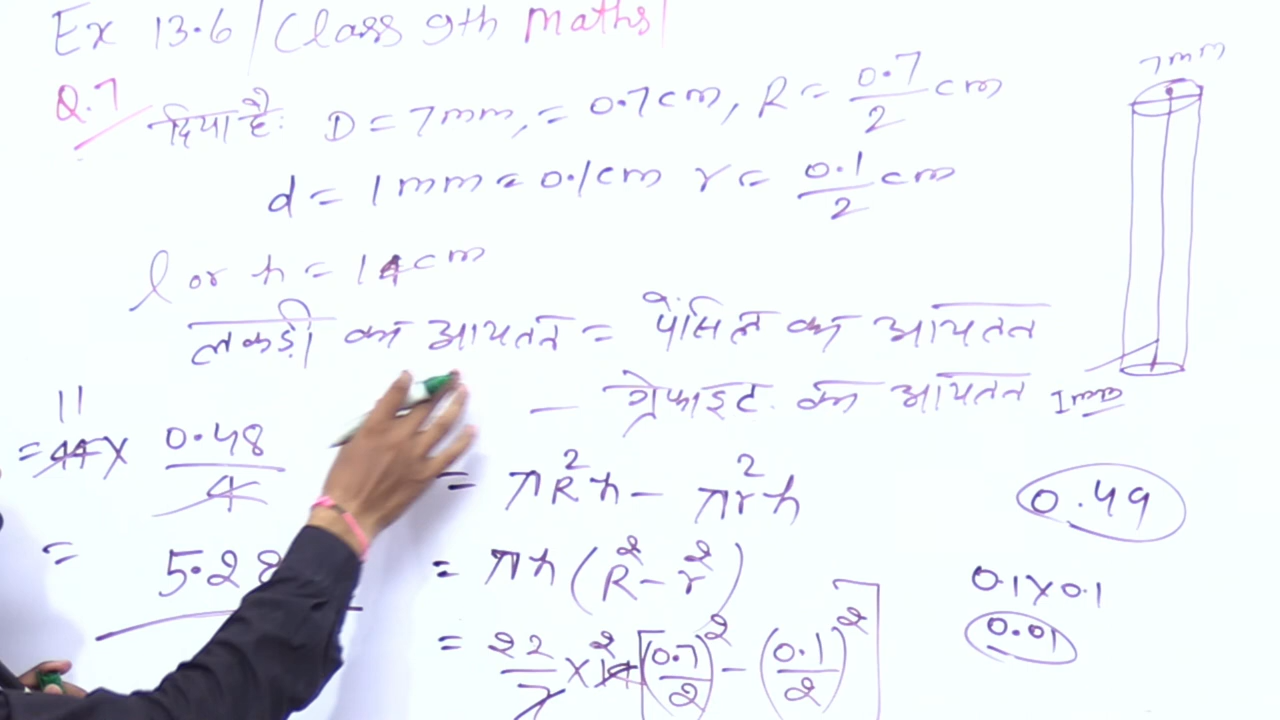 Ex 13.6 | Class 9th Maths |
Q.7 दिया है: D = 7mm, = 0.7cm, R = 0.7/2 cm
d = 1mm = 0.1cm r = 0.1/2 cm
l or h = 14cm
लकड़ी का आयतन = पेंसिल का आयतन
- ग्रेफाइट का आयतन
= πR²h - πr²h
= πh (R² - r²)
= 22/7 × 14 [(0.7/2)² - (0.1/2)²]
2
11
= 44 × 0.48/4
= 5.28
7mm
1mm
0.49
0.1×0.1
0.01